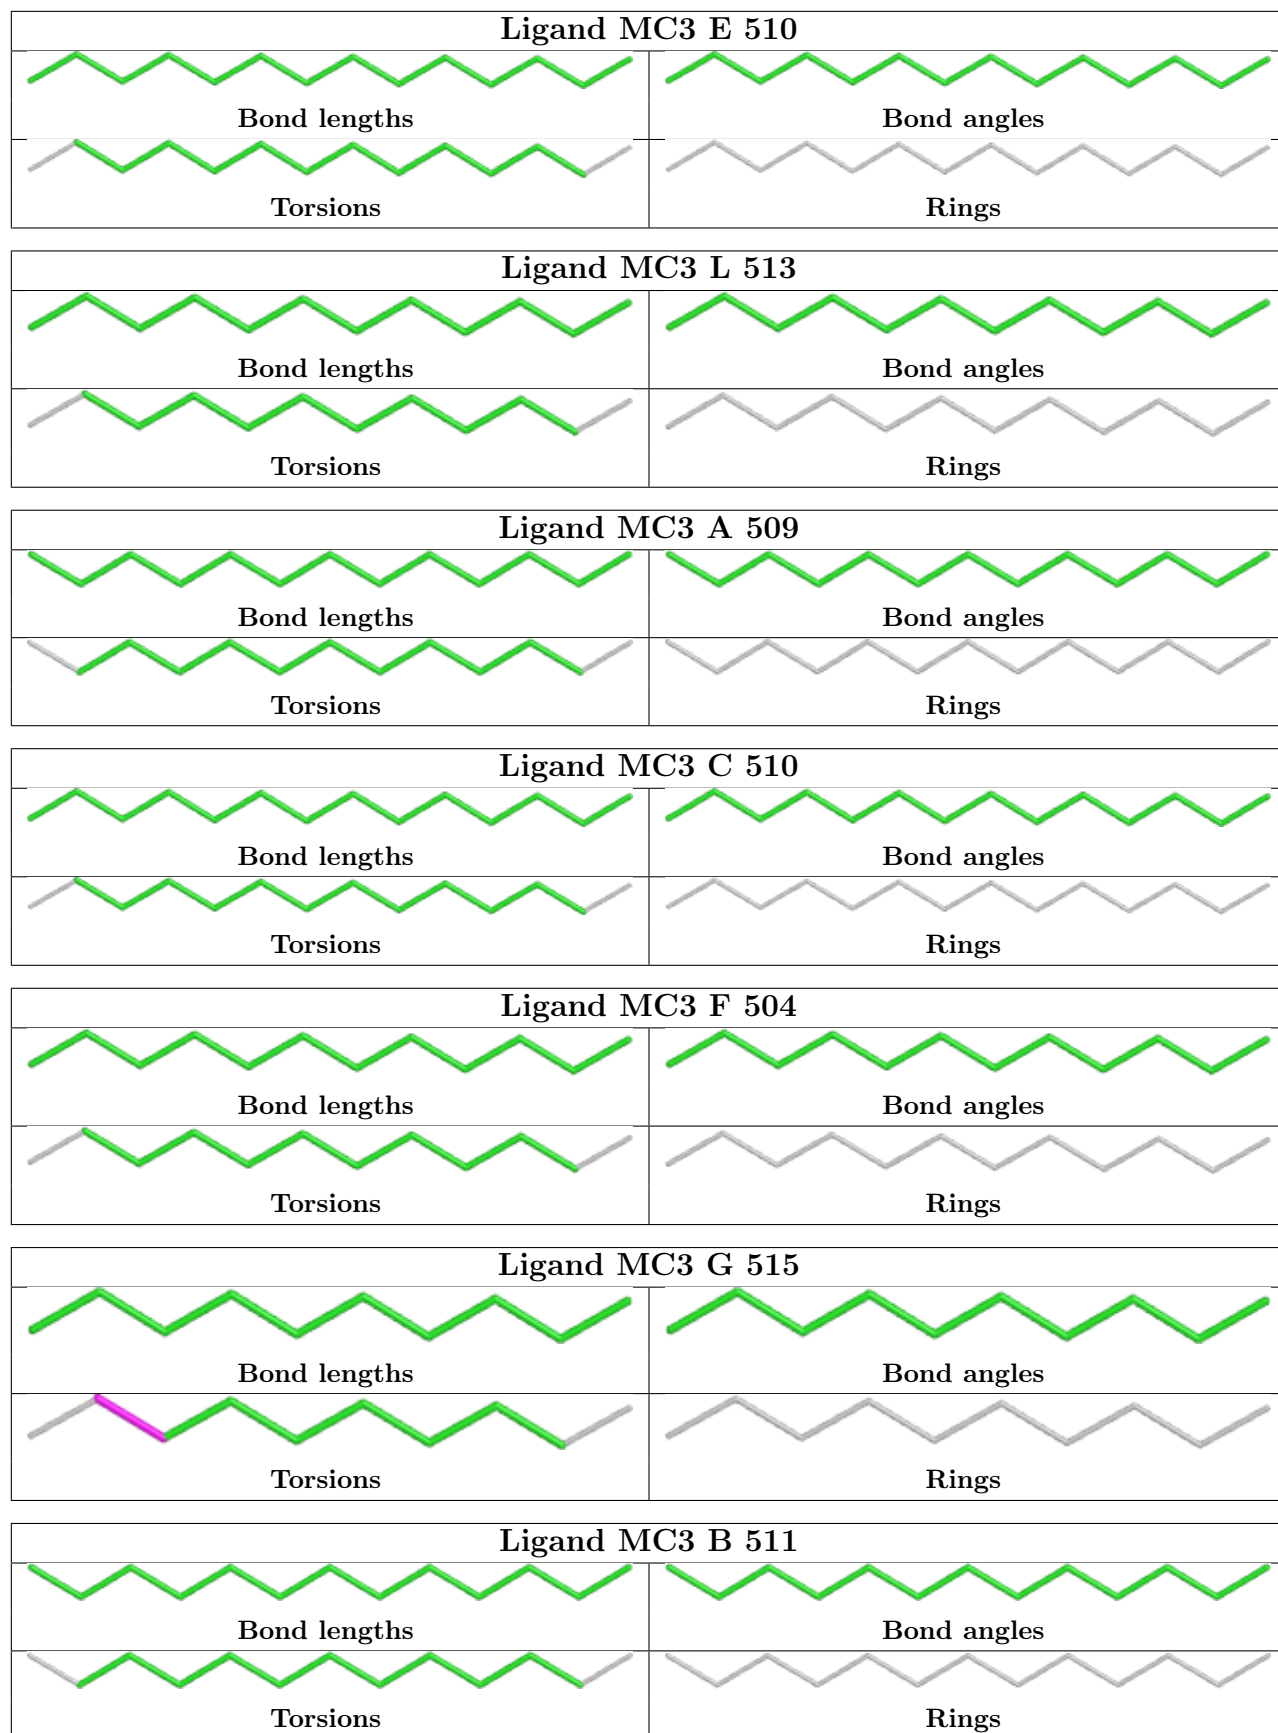 Ligand MC3 E 510
Bond lengths Bond angles
Torsions Rings
Ligand MC3 L 513
Bond lengths Bond angles
Torsions Rings
Ligand MC3 A 509
Bond lengths Bond angles
Torsions Rings
Ligand MC3 C 510
Bond lengths Bond angles
Torsions Rings
Ligand MC3 F 504
Bond lengths Bond angles
Torsions Rings
Ligand MC3 G 515
Bond lengths Bond angles
Torsions Rings
Ligand MC3 B 511
Bond lengths Bond angles
Torsions Rings